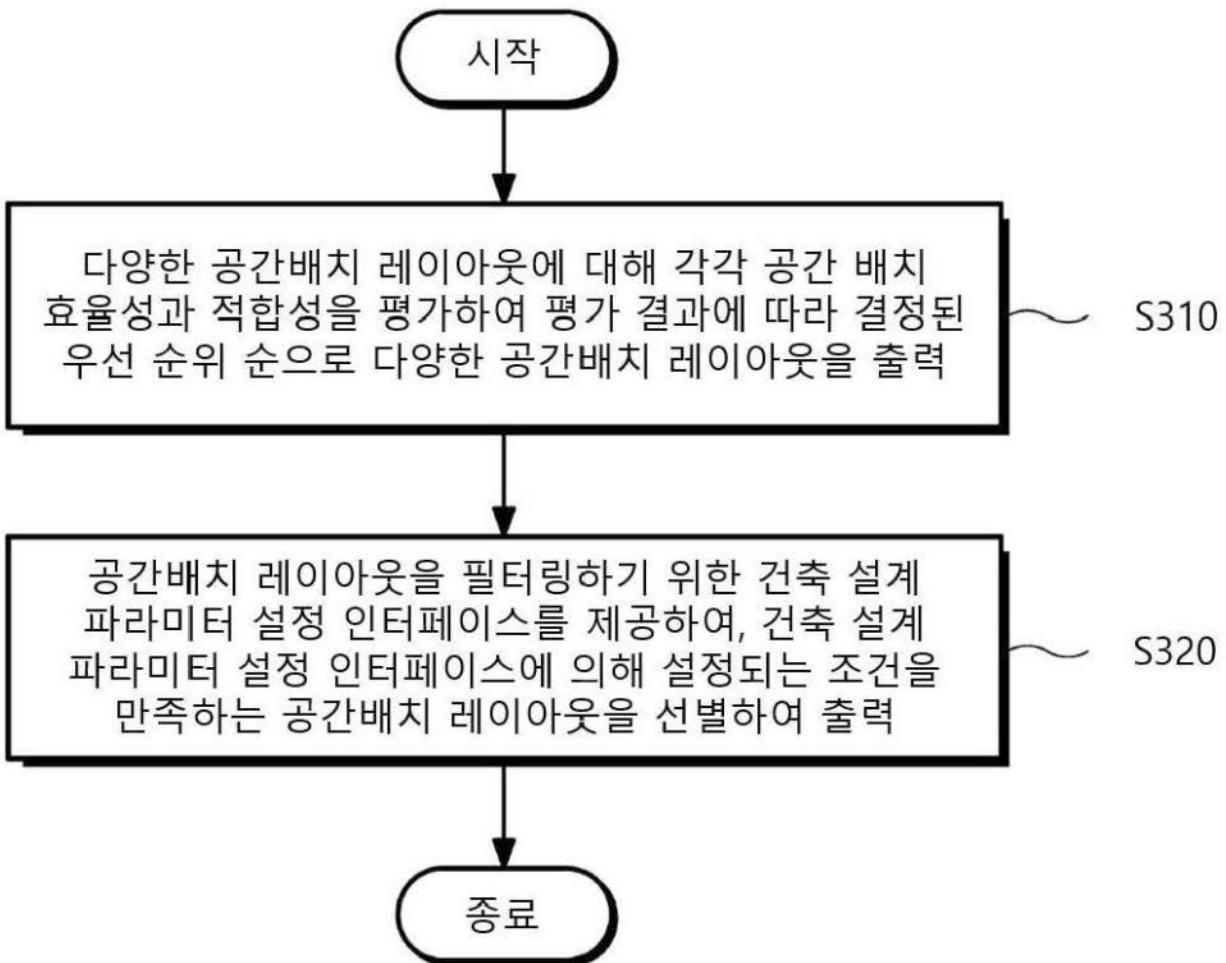 시작
다양한 공간배치 레이아웃에 대해 각각 공간 배치
효율성과 적합성을 평가하여 평가 결과에 따라 결정된
우선 순위 순으로 다양한 공간배치 레이아웃을 출력
S310
공간배치 레이아웃을 필터링하기 위한 건축 설계
파라미터 설정 인터페이스를 제공하여, 건축 설계
파라미터 설정 인터페이스에 의해 설정되는 조건을
만족하는 공간배치 레이아웃을 선별하여 출력
S320
종료